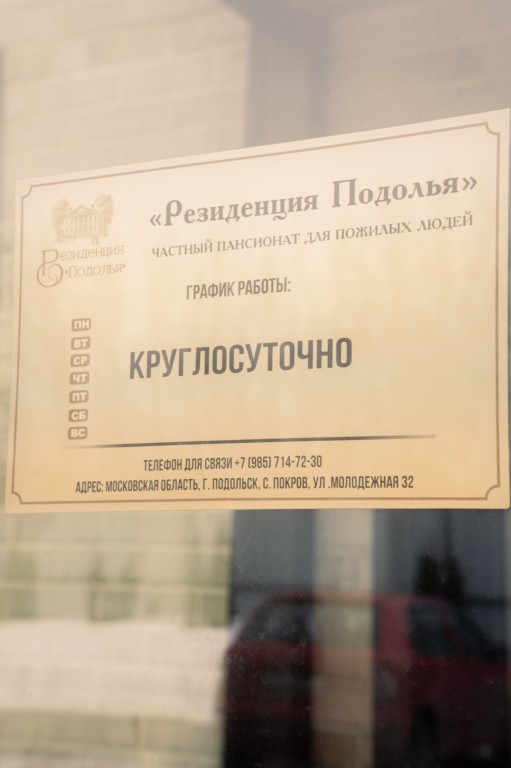 Резиденция
«Подолья»
«Резиденция Подолья»
ЧАСТНЫЙ ПАНСИОНАТ ДЛЯ ПОЖИЛЫХ ЛЮДЕЙ
ГРАФИК РАБОТЫ:
ПН
ВТ
СР
ЧТ
ПТ
СБ
ВС
КРУГЛОСУТОЧНО
ТЕЛЕФОН ДЛЯ СВЯЗИ +7 (985) 714-72-30
АДРЕС: МОСКОВСКАЯ ОБЛАСТЬ, Г. ПОДОЛЬСК, С. ПОКРОВ, УЛ .МОЛОДЕЖНАЯ 32